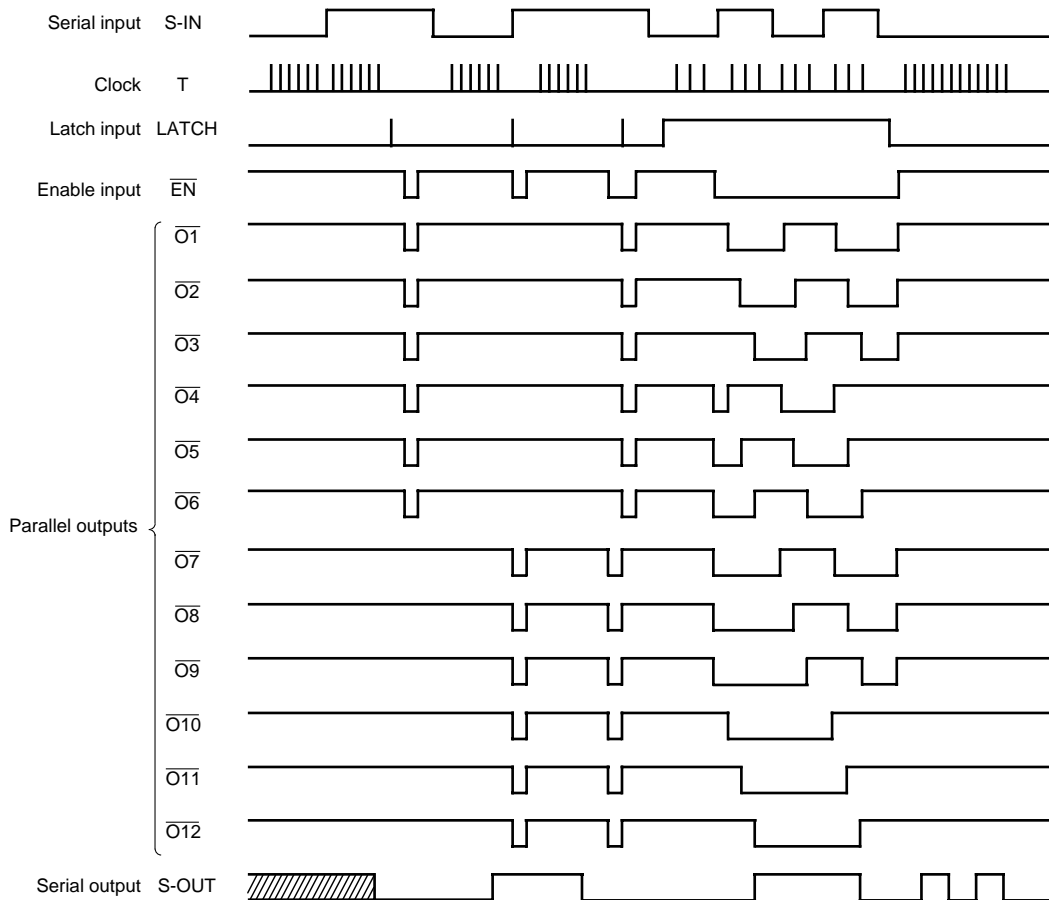 Serial input S-IN
Clock T
Latch input LATCH
Enable input EN
O1
O2
O3
O4
O5
O6
Parallel outputs
O7
O8
O9
O10
O11
O12
Serial output S-OUT